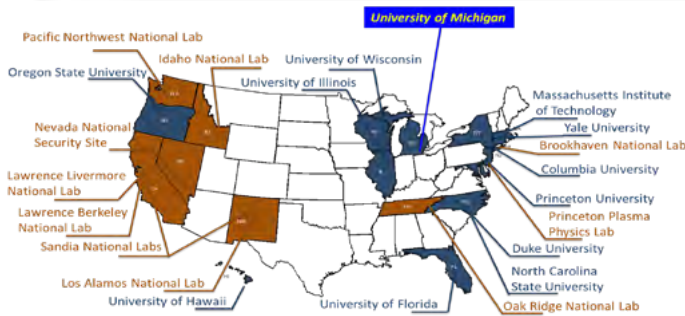 University of Michigan
Pacific Northwest National Lab
Oregon State University
Idaho National Lab
University of Wisconsin
University of Illinois
Massachusetts Institute
of Technology
Yale University
Brookhaven National Lab
Columbia University
Nevada National
Security Site
Lawrence Livermore
National Lab
Lawrence Berkeley
National Lab
Sandia National Labs
Princeton University
Princeton Plasma
Physics Lab
Duke University
North Carolina
State University
Los Alamos National Lab
University of Hawaii
University of Florida
Oak Ridge National Lab